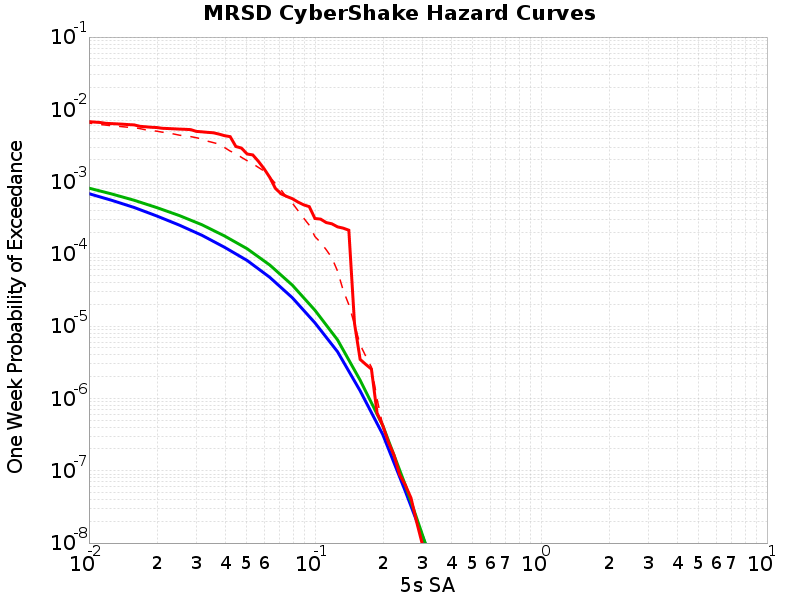 MRSD CyberShake Hazard Curves
One Week Probability of Exceedance
10-1
10-2
10-3
10-4
10-5
10-6
10-7
10-8
10-2 2 3 4 5 6 10-1 2 3 4 5 6 7 100 2 3 4 5 6 7 101
5s SA